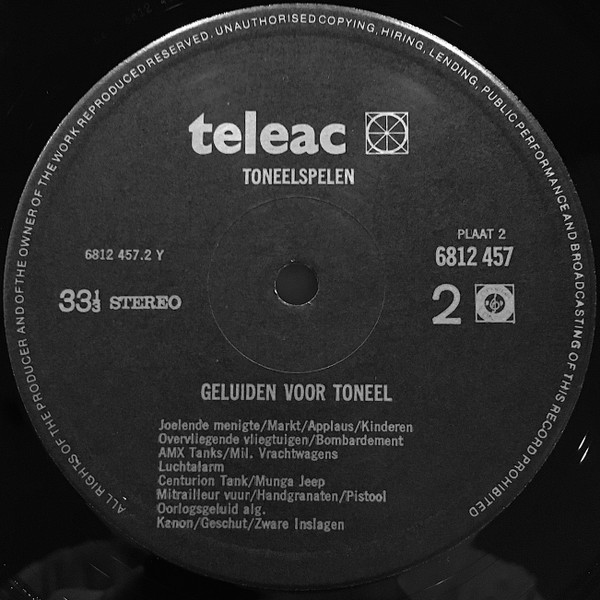 ALL RIGHTS OF THE PRODUCER AND OF THE OWNER OF THE WORK REPRODUCED RESERVED. UNAUTHORISED COPYING, HIRING, LENDING, PUBLIC PERFORMANCE AND BROADCASTING OF THIS RECORD PROHIBITED
teleac
TONEELSPELEN
6812 457.2 Y
PLAAT 2
6812 457
33⅓ STEREO
2
GELUIDEN VOOR TONEEL
Joelende menigte/Markt/Applaus/Kinderen
Overvliegende vliegtuigen/Bombardement
AMX Tanks/Mil. Vrachtwagens
Luchtalarm
Centurion Tank/Munga Jeep
Mitrailleur vuur/Handgranaten/Pistool
Oorlogsgeluid alg.
Kanon/Geschut/Zware Inslagen